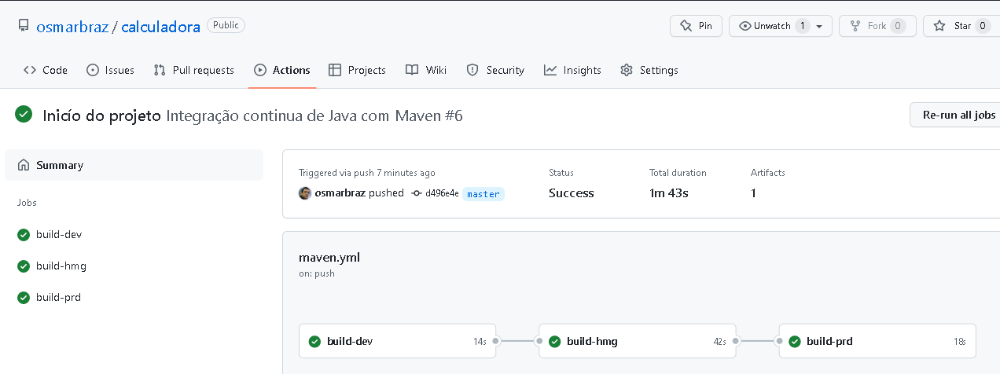 osmarbraz / calculadora Public Pin Unwatch 1 Fork 0 Star 0
Code Issues Pull requests Actions Projects Wiki Security Insights Settings
Inicío do projeto Integração continua de Java com Maven #6 Re-run all jobs
Summary
Jobs
build-dev
build-hmg
build-prd
Triggered via push 7 minutes ago Status Total duration Artifacts
osmarbraz pushed d496e4e master Success 1m 43s 1
maven.yml
on: push
build-dev 14s build-hmg 42s build-prd 18s